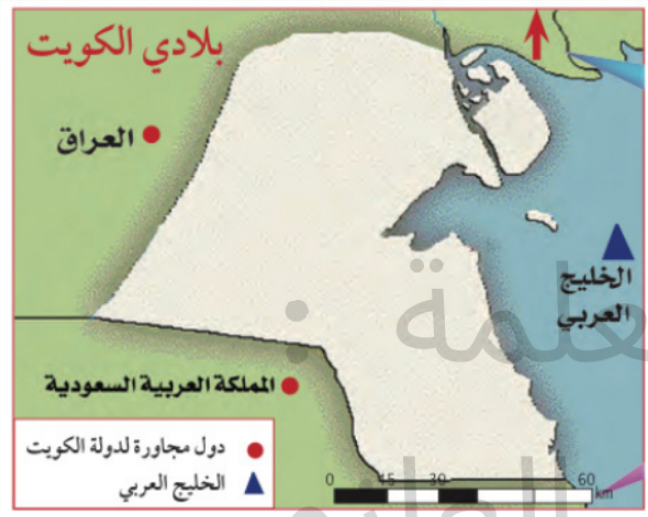 بلادي الكويت
العراق
الخليج
العربي
علمة :
المملكة العربية السعودية
دول مجاورة لدولة الكويت
الخليج العربي
0 15 30 60
km